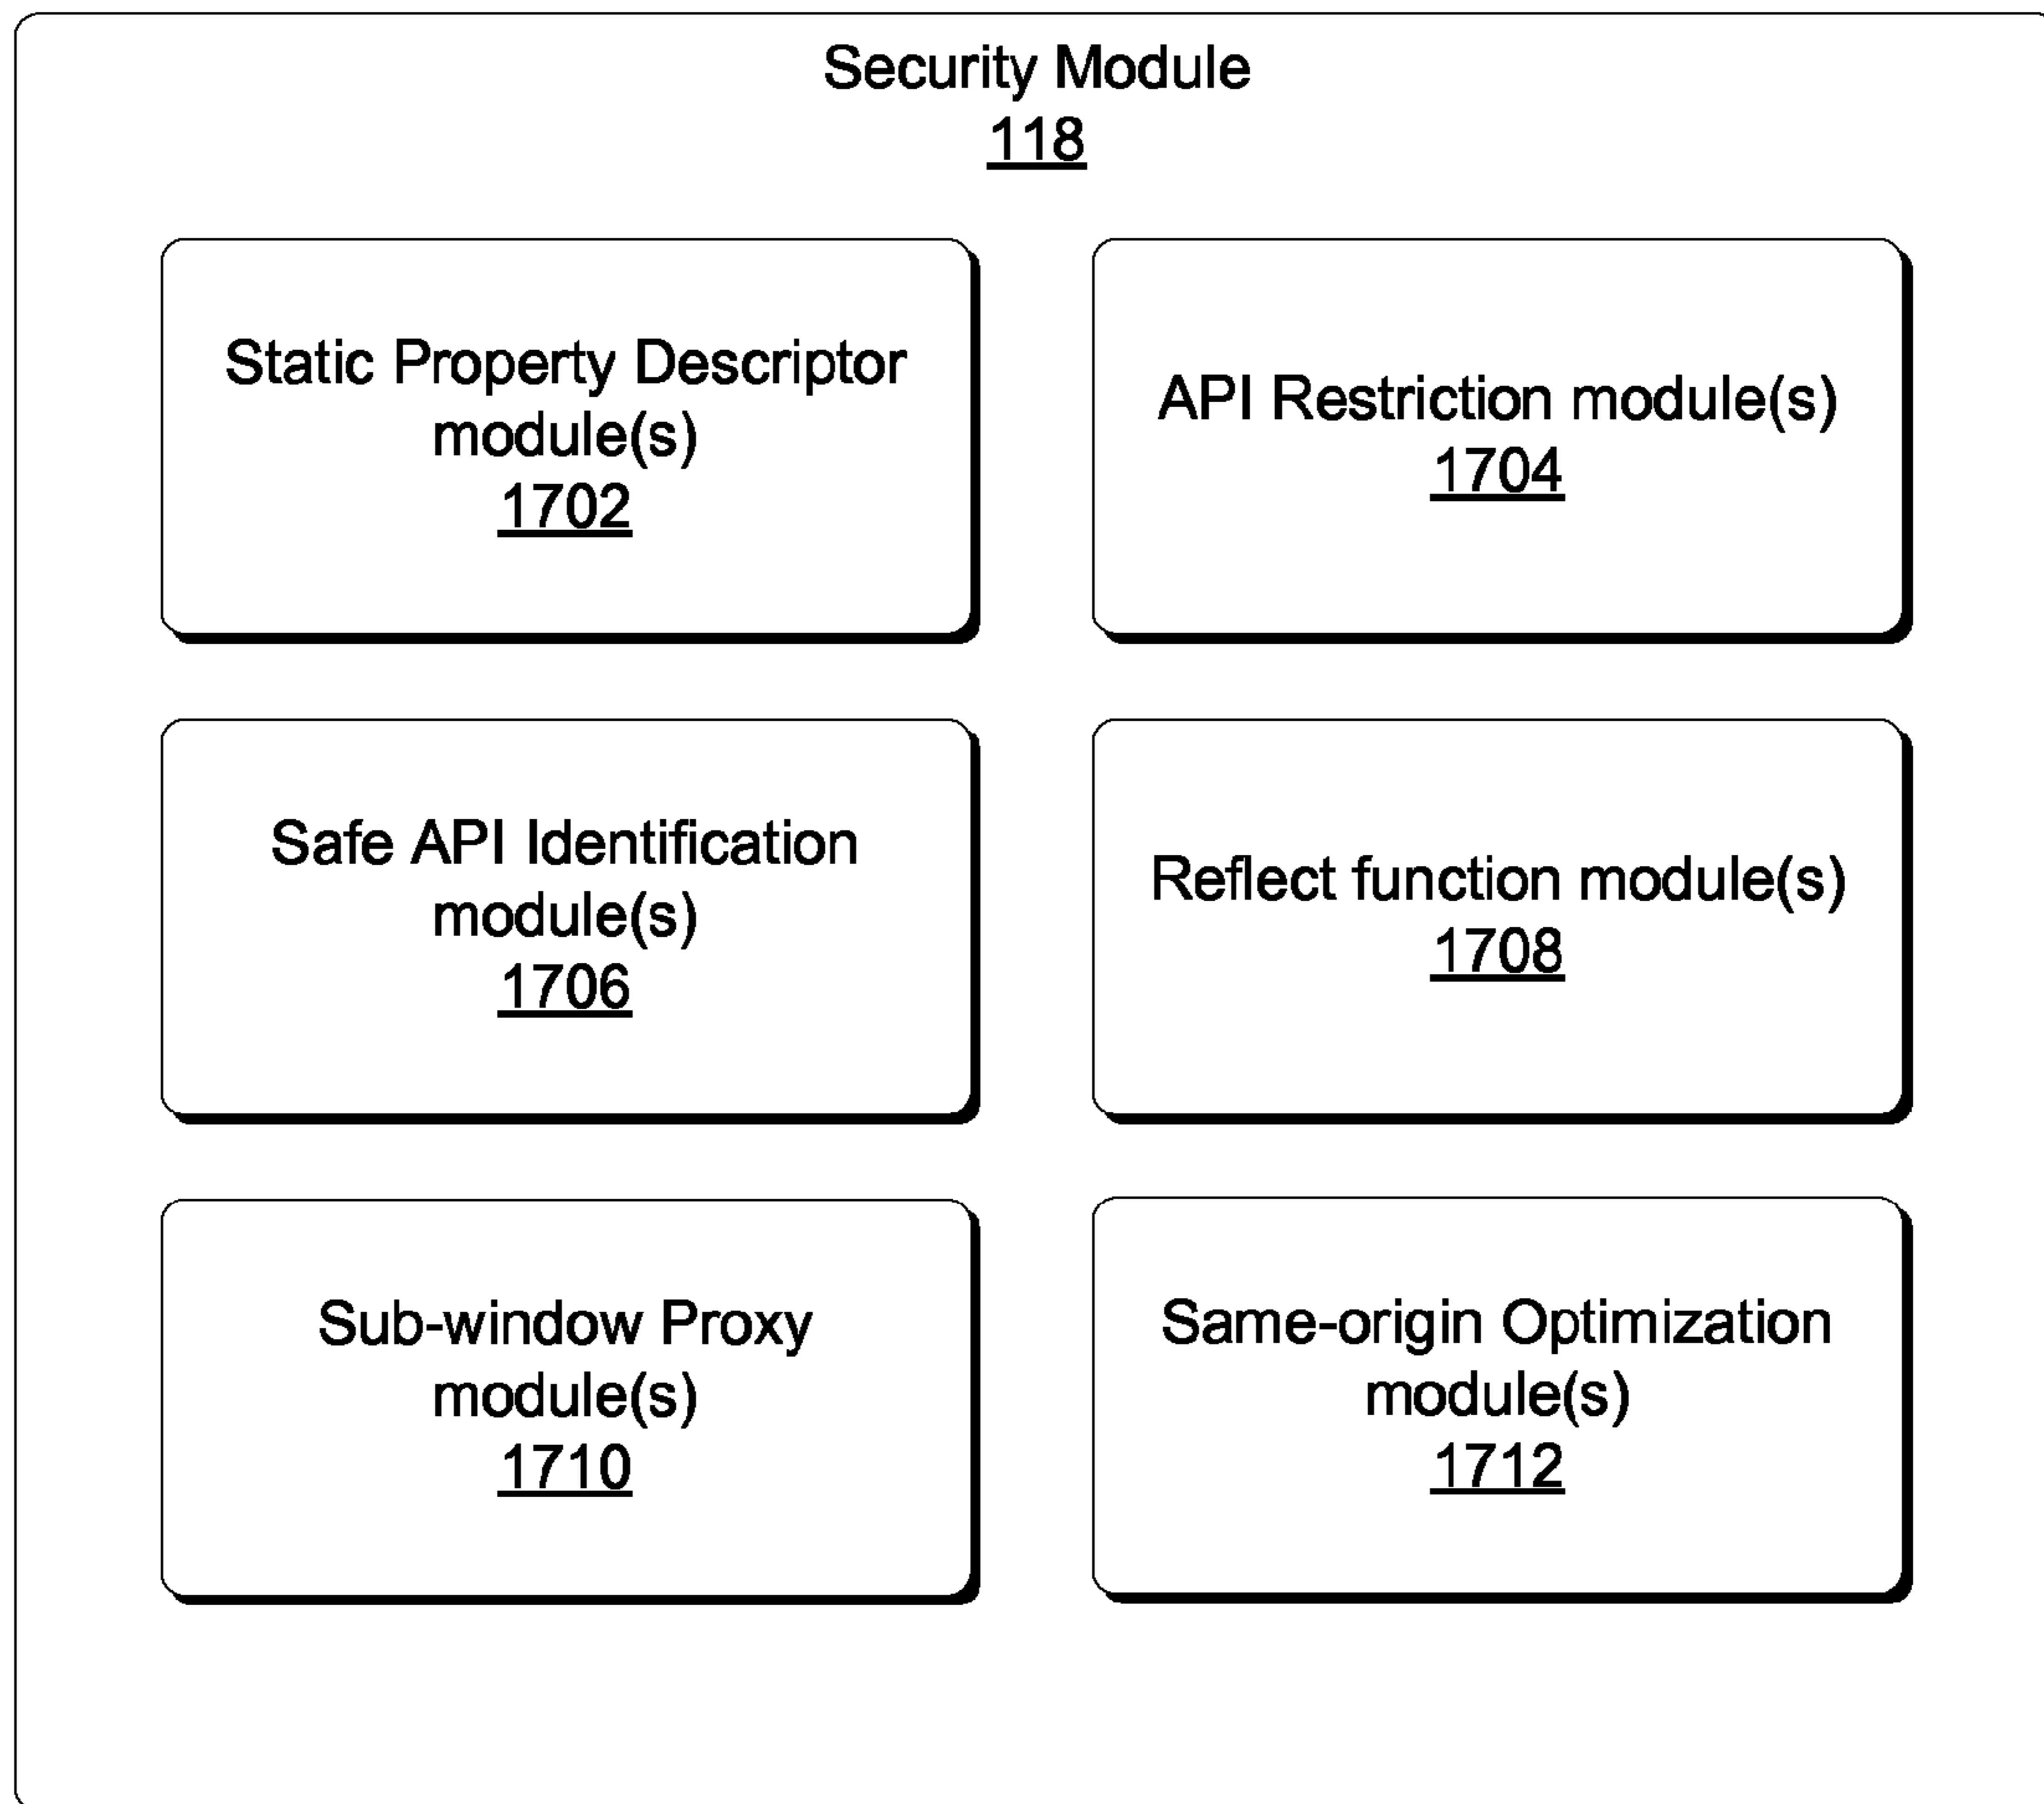 Security Module
118
Static Property Descriptor
module(s)
1702
API Restriction module(s)
1704
Safe API Identification
module(s)
1706
Reflect function module(s)
1708
Sub-window Proxy
module(s)
1710
Same-origin Optimization
module(s)
1712